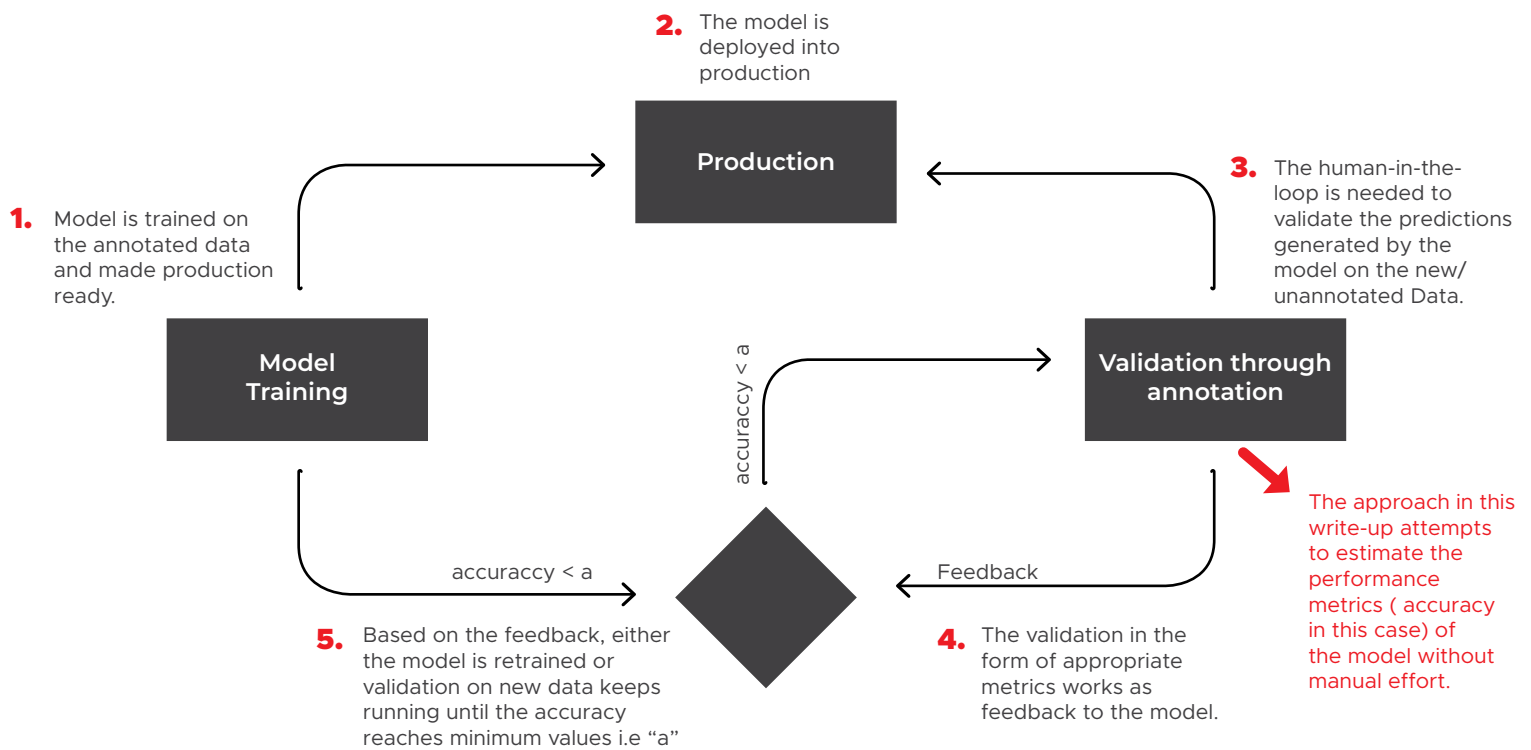 2. The model is
deployed into
production
Production
3. The human-in-the-
loop is needed to
validate the predictions
generated by the
model on the new/
unannotated Data.
1. Model is trained on
the annotated data
and made production
ready.
Model
Training
accuraccy < a
Validation through
annotation
The approach in this
write-up attempts
to estimate the
performance
metrics ( accuracy
in this case) of
the model without
manual effort.
accuraccy < a
Feedback
5. Based on the feedback, either
the model is retrained or
validation on new data keeps
running until the accuracy
reaches minimum values i.e “a”
4. The validation in the
form of appropriate
metrics works as
feedback to the model.